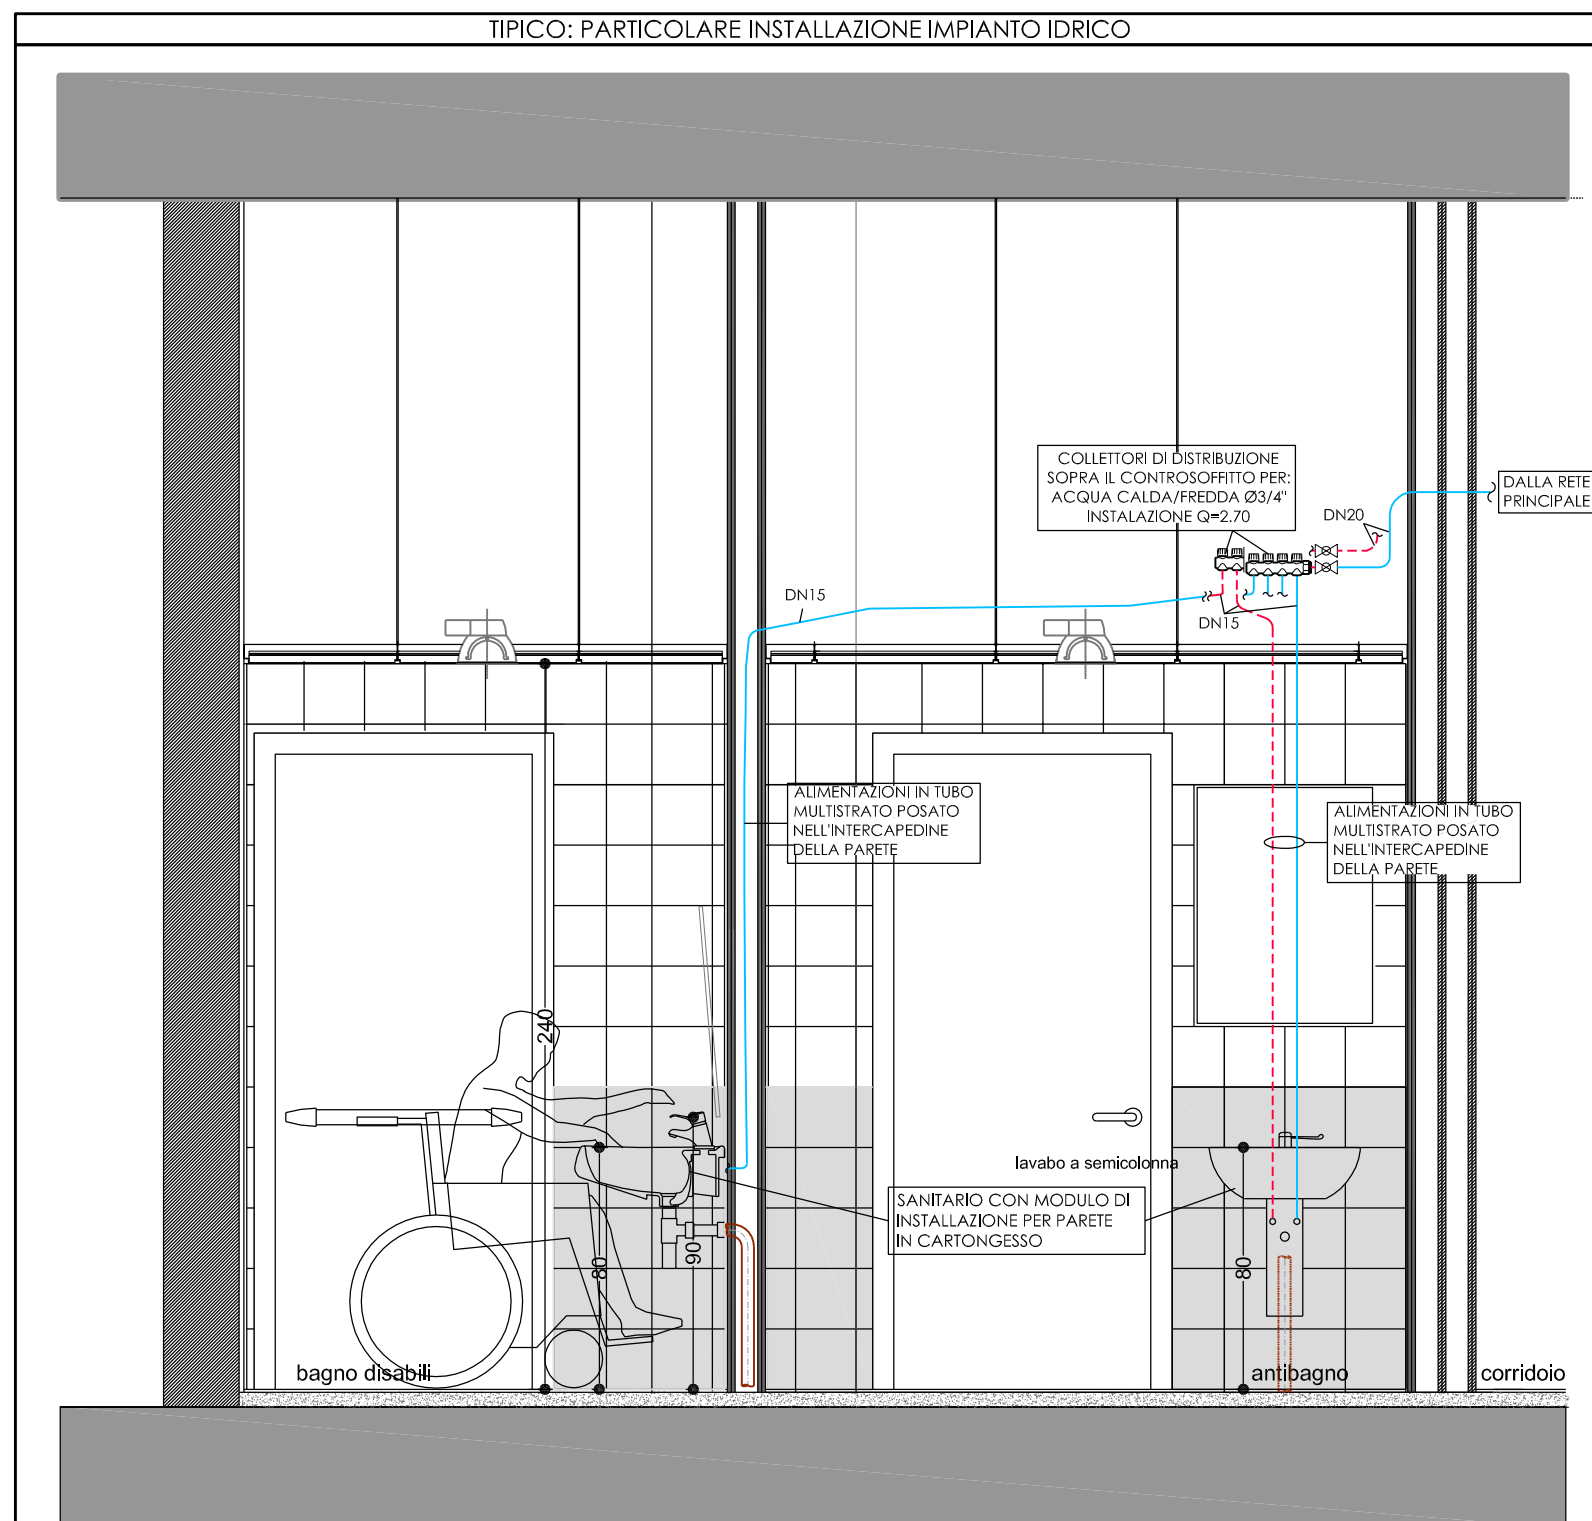 TIPICO: PARTICOLARE INSTALLAZIONE IMPIANTO IDRICO
COLLETTORI DI DISTRIBUZIONE
SOPRA IL CONTROSOFFITTO PER:
ACQUA CALDA/FREDDA Ø3/4"
INSTALAZIONE Q=2.70
DALLA RETE
PRINCIPALE
DN20
DN15
DN15
ALIMENTAZIONI IN TUBO
MULTISTRATO POSATO
NELL'INTERCAPEDINE
DELLA PARETE
ALIMENTAZIONI IN TUBO
MULTISTRATO POSATO
NELL'INTERCAPEDINE
DELLA PARETE
240
lavabo a semicolonna
SANITARIO CON MODULO DI
INSTALLAZIONE PER PARETE
IN CARTONGESSO
80
90
80
bagno disabili
antibagno
corridoio